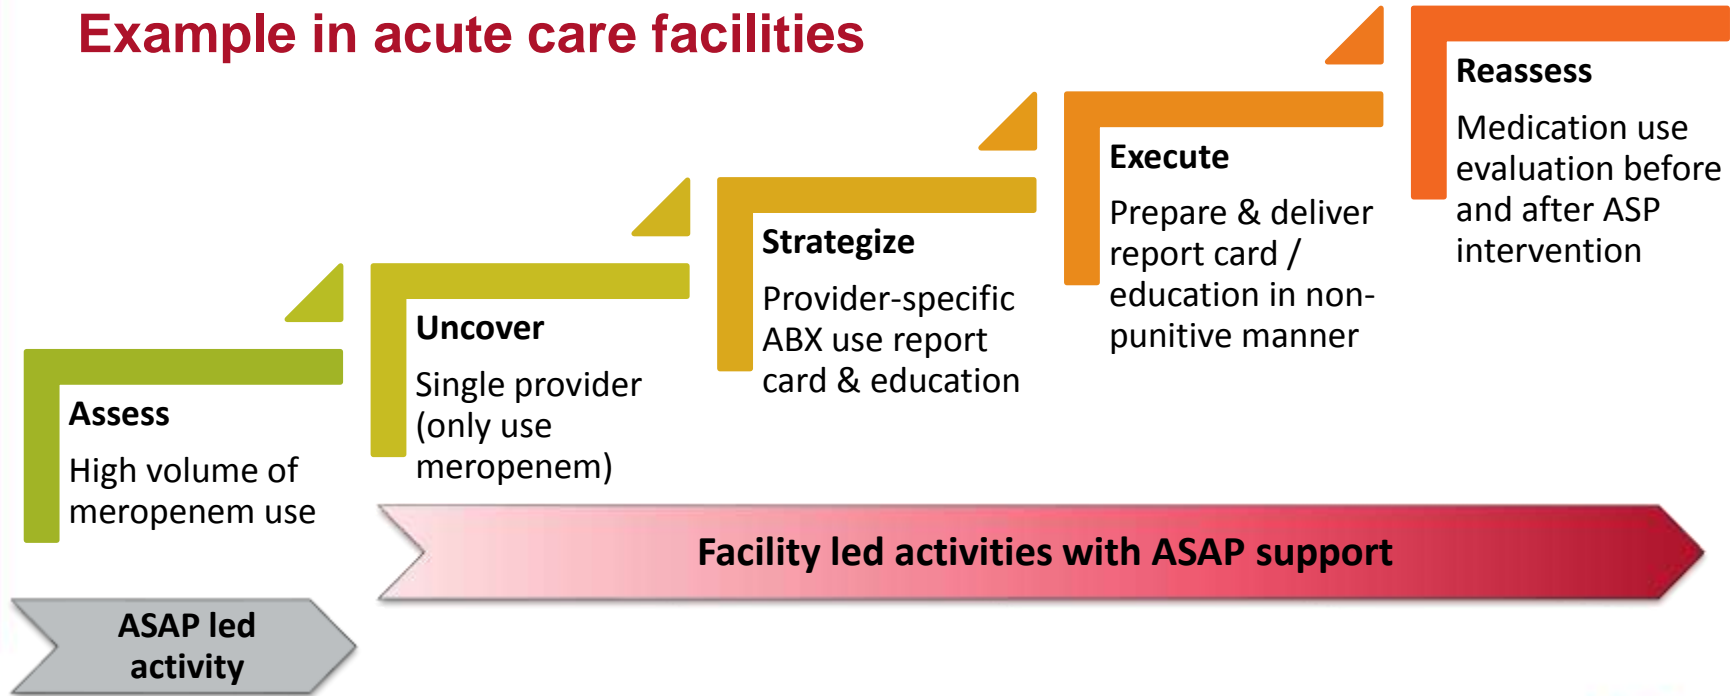 Example in acute care facilities
Assess
High volume of
meropenem use
Uncover
Single provider
(only use
meropenem)
Strategize
Provider-specific
ABX use report
card & education
Execute
Prepare & deliver
report card /
education in non-
punitive manner
Reassess
Medication use
evaluation before
and after ASP
intervention
Facility led activities with ASAP support
ASAP led
activity